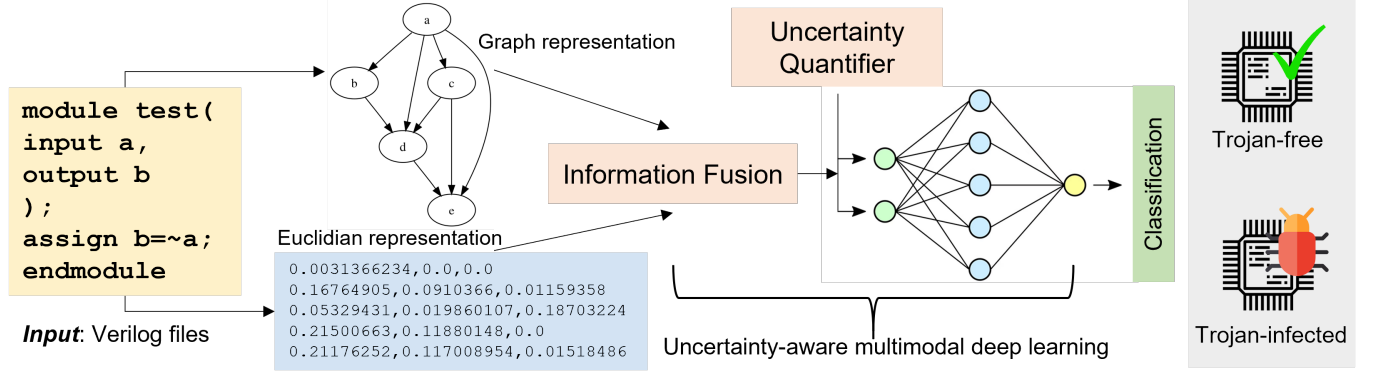 module test(
input a,
output b
);
assign b=~a;
endmodule
Input: Verilog files
a
b
c
d
e
Graph representation
Euclidian representation
0.0031366234,0.0,0.0
0.16764905,0.0910366,0.01159358
0.05329431,0.019860107,0.18703224
0.21500663,0.11880148,0.0
0.21176252,0.117008954,0.01518486
Information Fusion
Uncertainty
Quantifier
Uncertainty-aware multimodal deep learning
Classification
Trojan-free
Trojan-infected